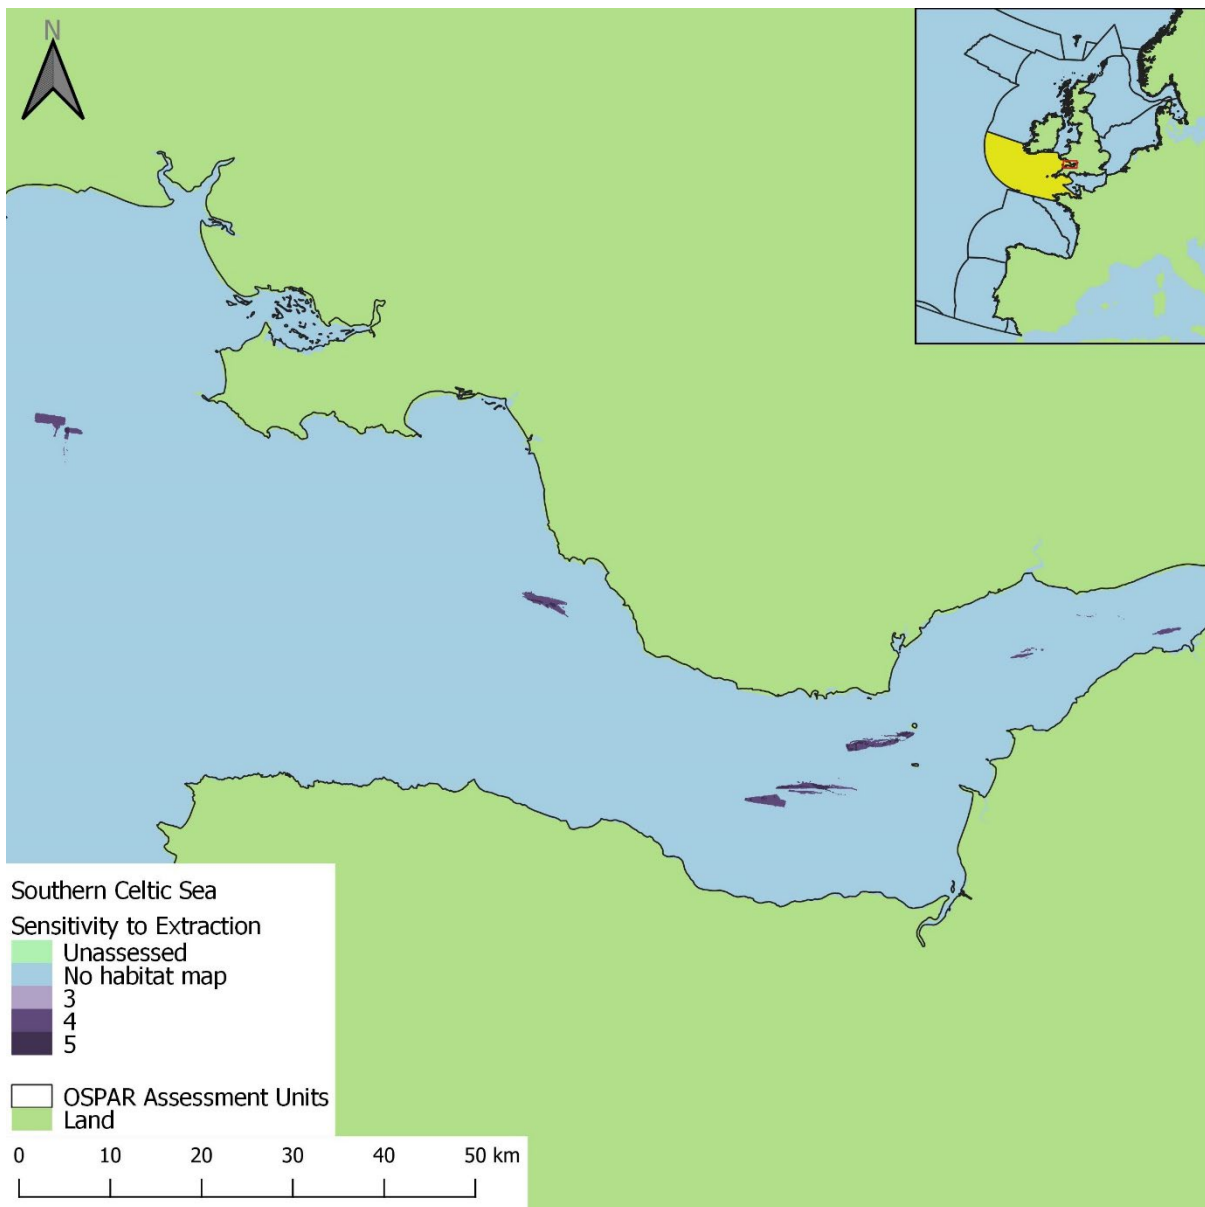 N
Southern Celtic Sea
Sensitivity to Extraction
Unassessed
No habitat map
3
4
5
OSPAR Assessment Units
Land
0 10 20 30 40 50 km